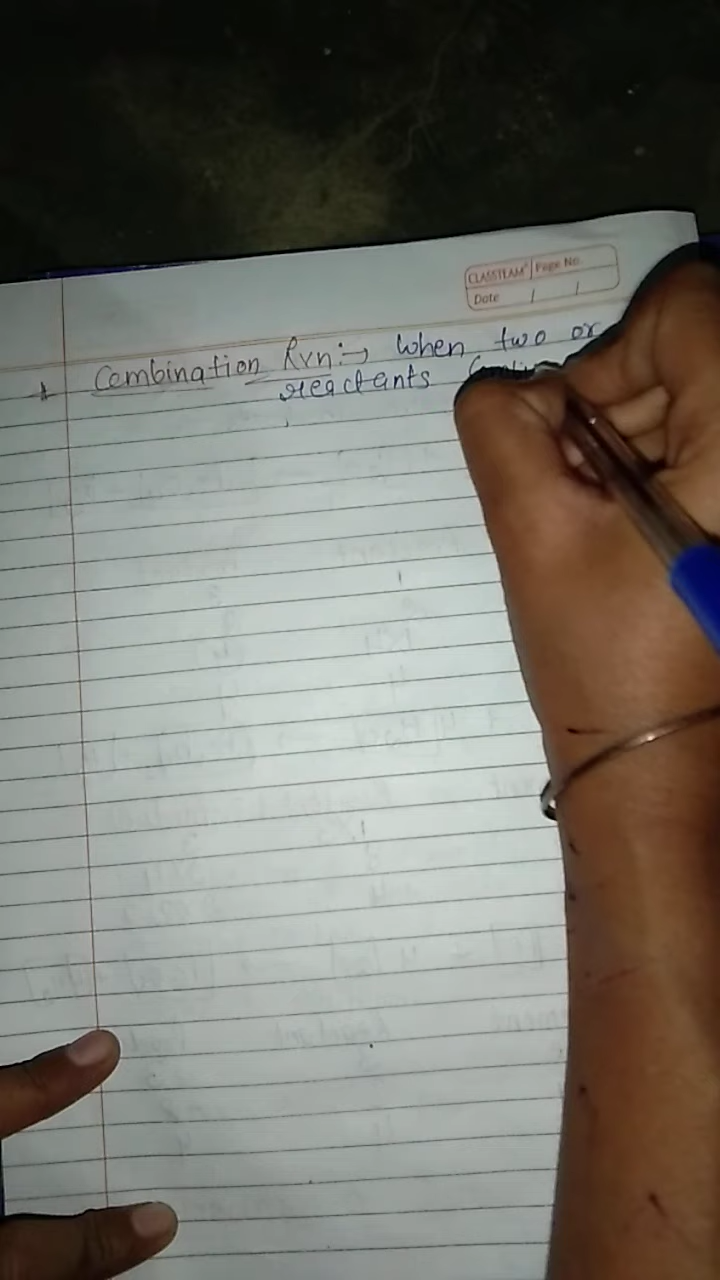 CLASSTEAM Page No.
Date / /
Combination Rxn:→ When two or
reactants